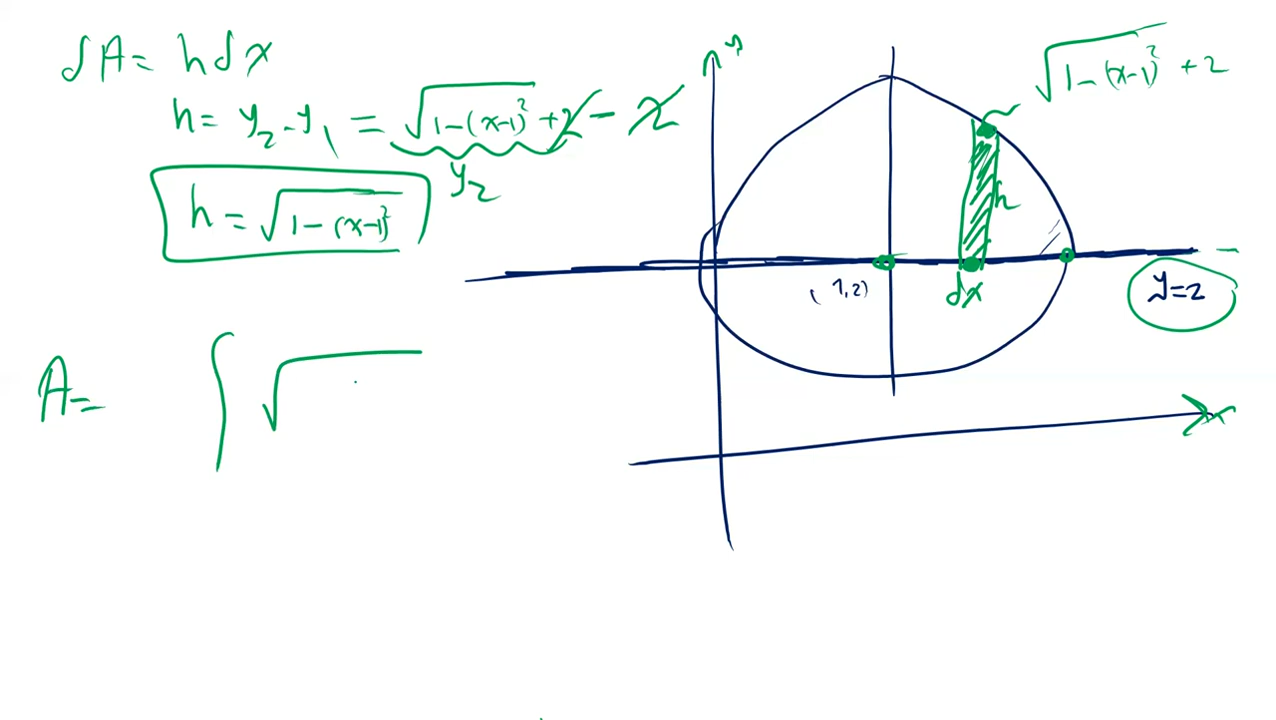 dA = h dx
h = y₂ - y₁ = √(1-(x-1)²) + 2 - 2
y₂
h = √(1-(x-1)²)
A = ∫ √
y
√(1-(x-1)²) + 2
h
(1,2)
dx
y=2
x